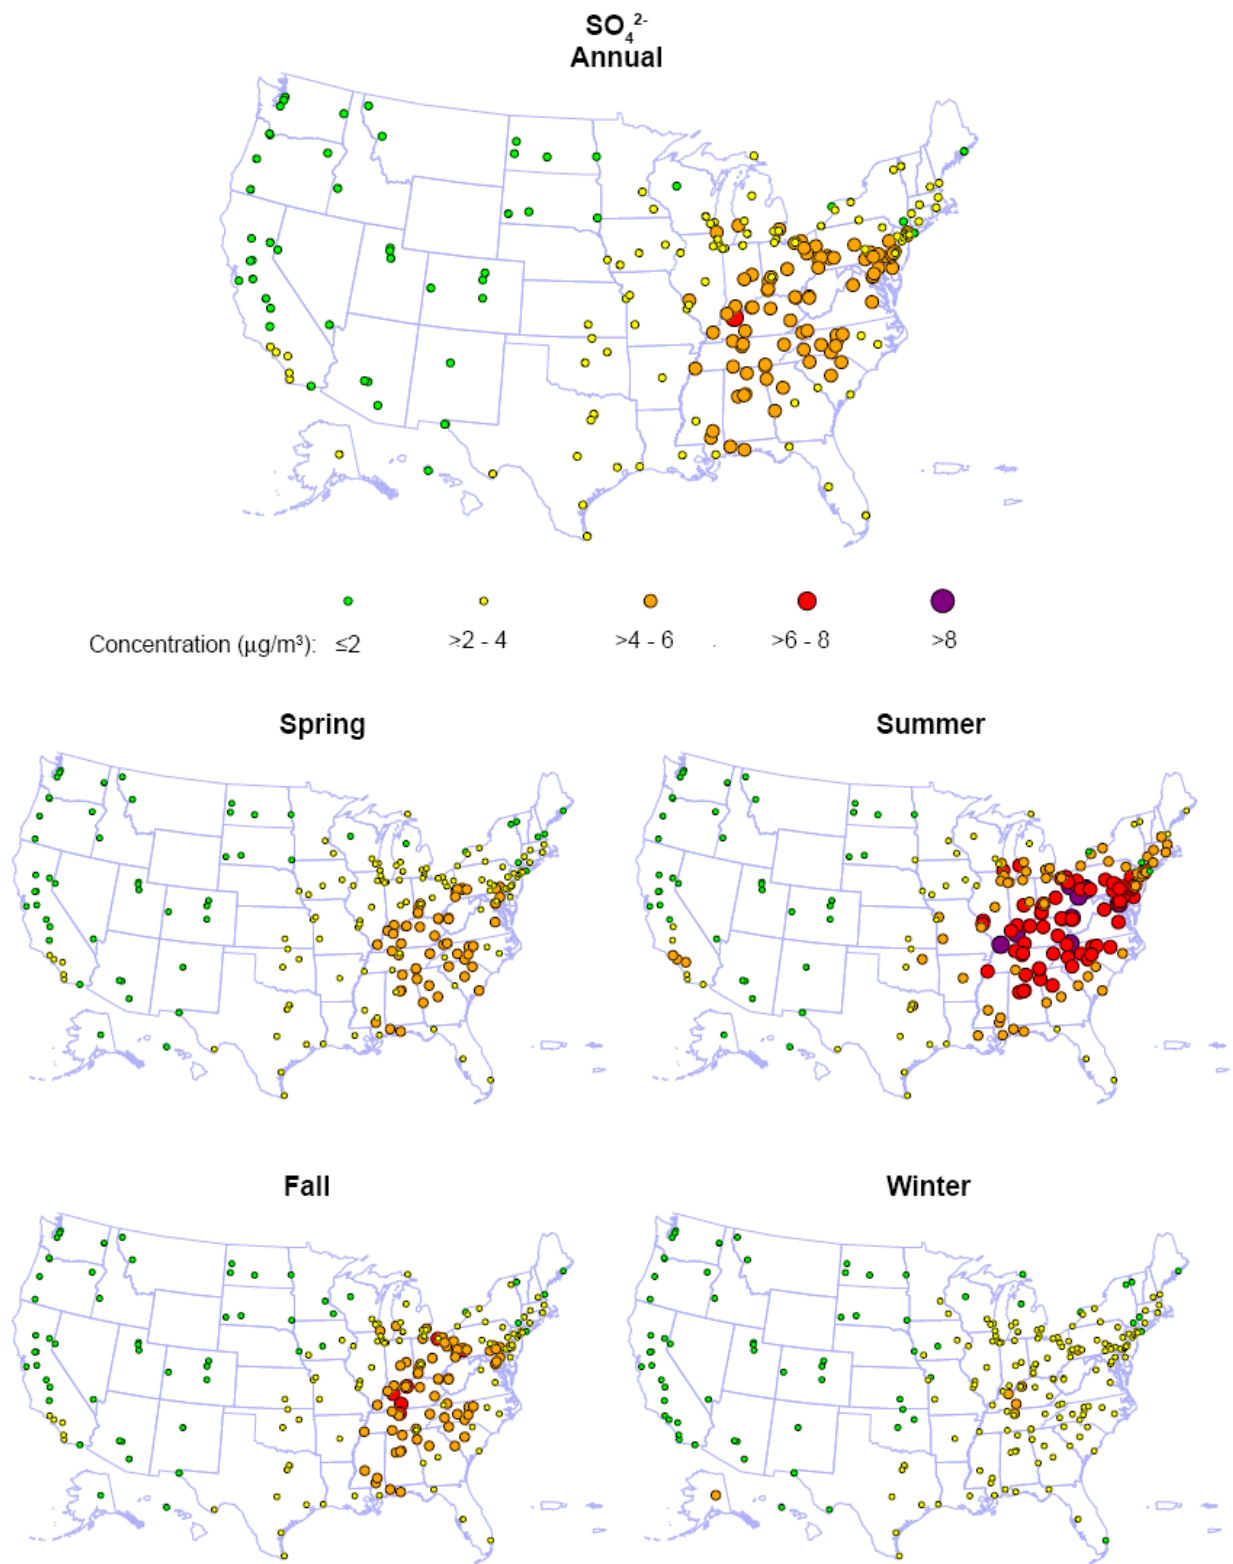 SO₄²⁻
Annual
Concentration (µg/m³): ≤2 >2 - 4 >4 - 6 . >6 - 8 >8
Spring Summer
Fall Winter